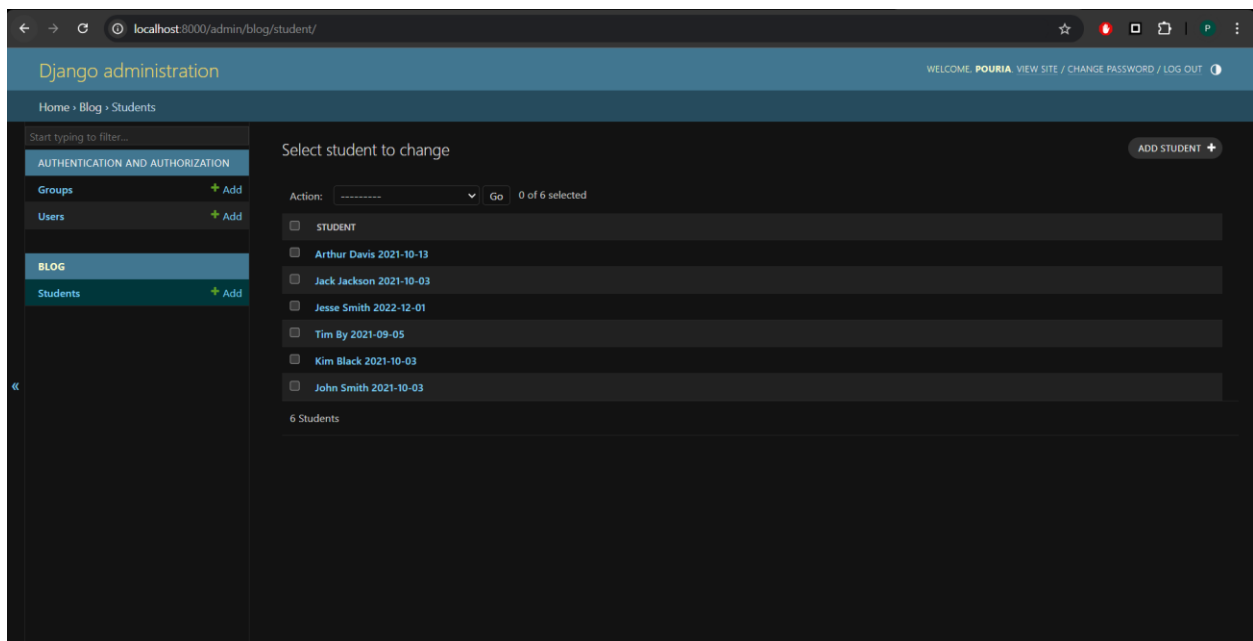 localhost:8000/admin/blog/student/
P
Django administration
WELCOME, POURIA. VIEW SITE / CHANGE PASSWORD / LOG OUT
Home › Blog › Students
Start typing to filter...
AUTHENTICATION AND AUTHORIZATION
Groups + Add
Users + Add
BLOG
Students + Add
«
Select student to change
ADD STUDENT +
Action: --------- Go 0 of 6 selected
STUDENT
Arthur Davis 2021-10-13
Jack Jackson 2021-10-03
Jesse Smith 2022-12-01
Tim By 2021-09-05
Kim Black 2021-10-03
John Smith 2021-10-03
6 Students